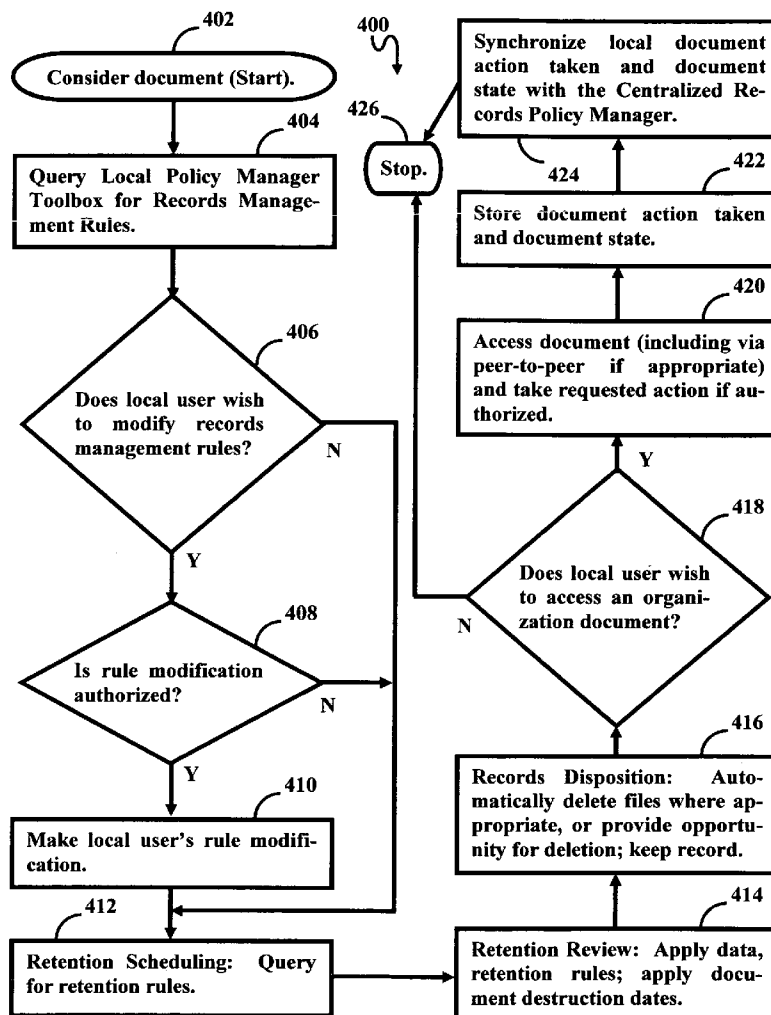 402
Consider document (Start).
404
Query Local Policy Manager
Toolbox for Records Manage-
ment Rules.
406
Does local user wish
to modify records
management rules?
N
Y
408
Is rule modification
authorized?
N
Y
410
Make local user's rule modifi-
cation.
412
Retention Scheduling: Query
for retention rules.
400
Synchronize local document
action taken and document
state with the Centralized Re-
cords Policy Manager.
426
Stop.
424
422
Store document action taken
and document state.
420
Access document (including via
peer-to-peer if appropriate)
and take requested action if au-
thorized.
Y
418
Does local user wish
to access an organi-
zation document?
N
416
Records Disposition: Auto-
matically delete files where ap-
propriate, or provide opportu-
nity for deletion; keep record.
414
Retention Review: Apply data,
retention rules; apply docu-
ment destruction dates.